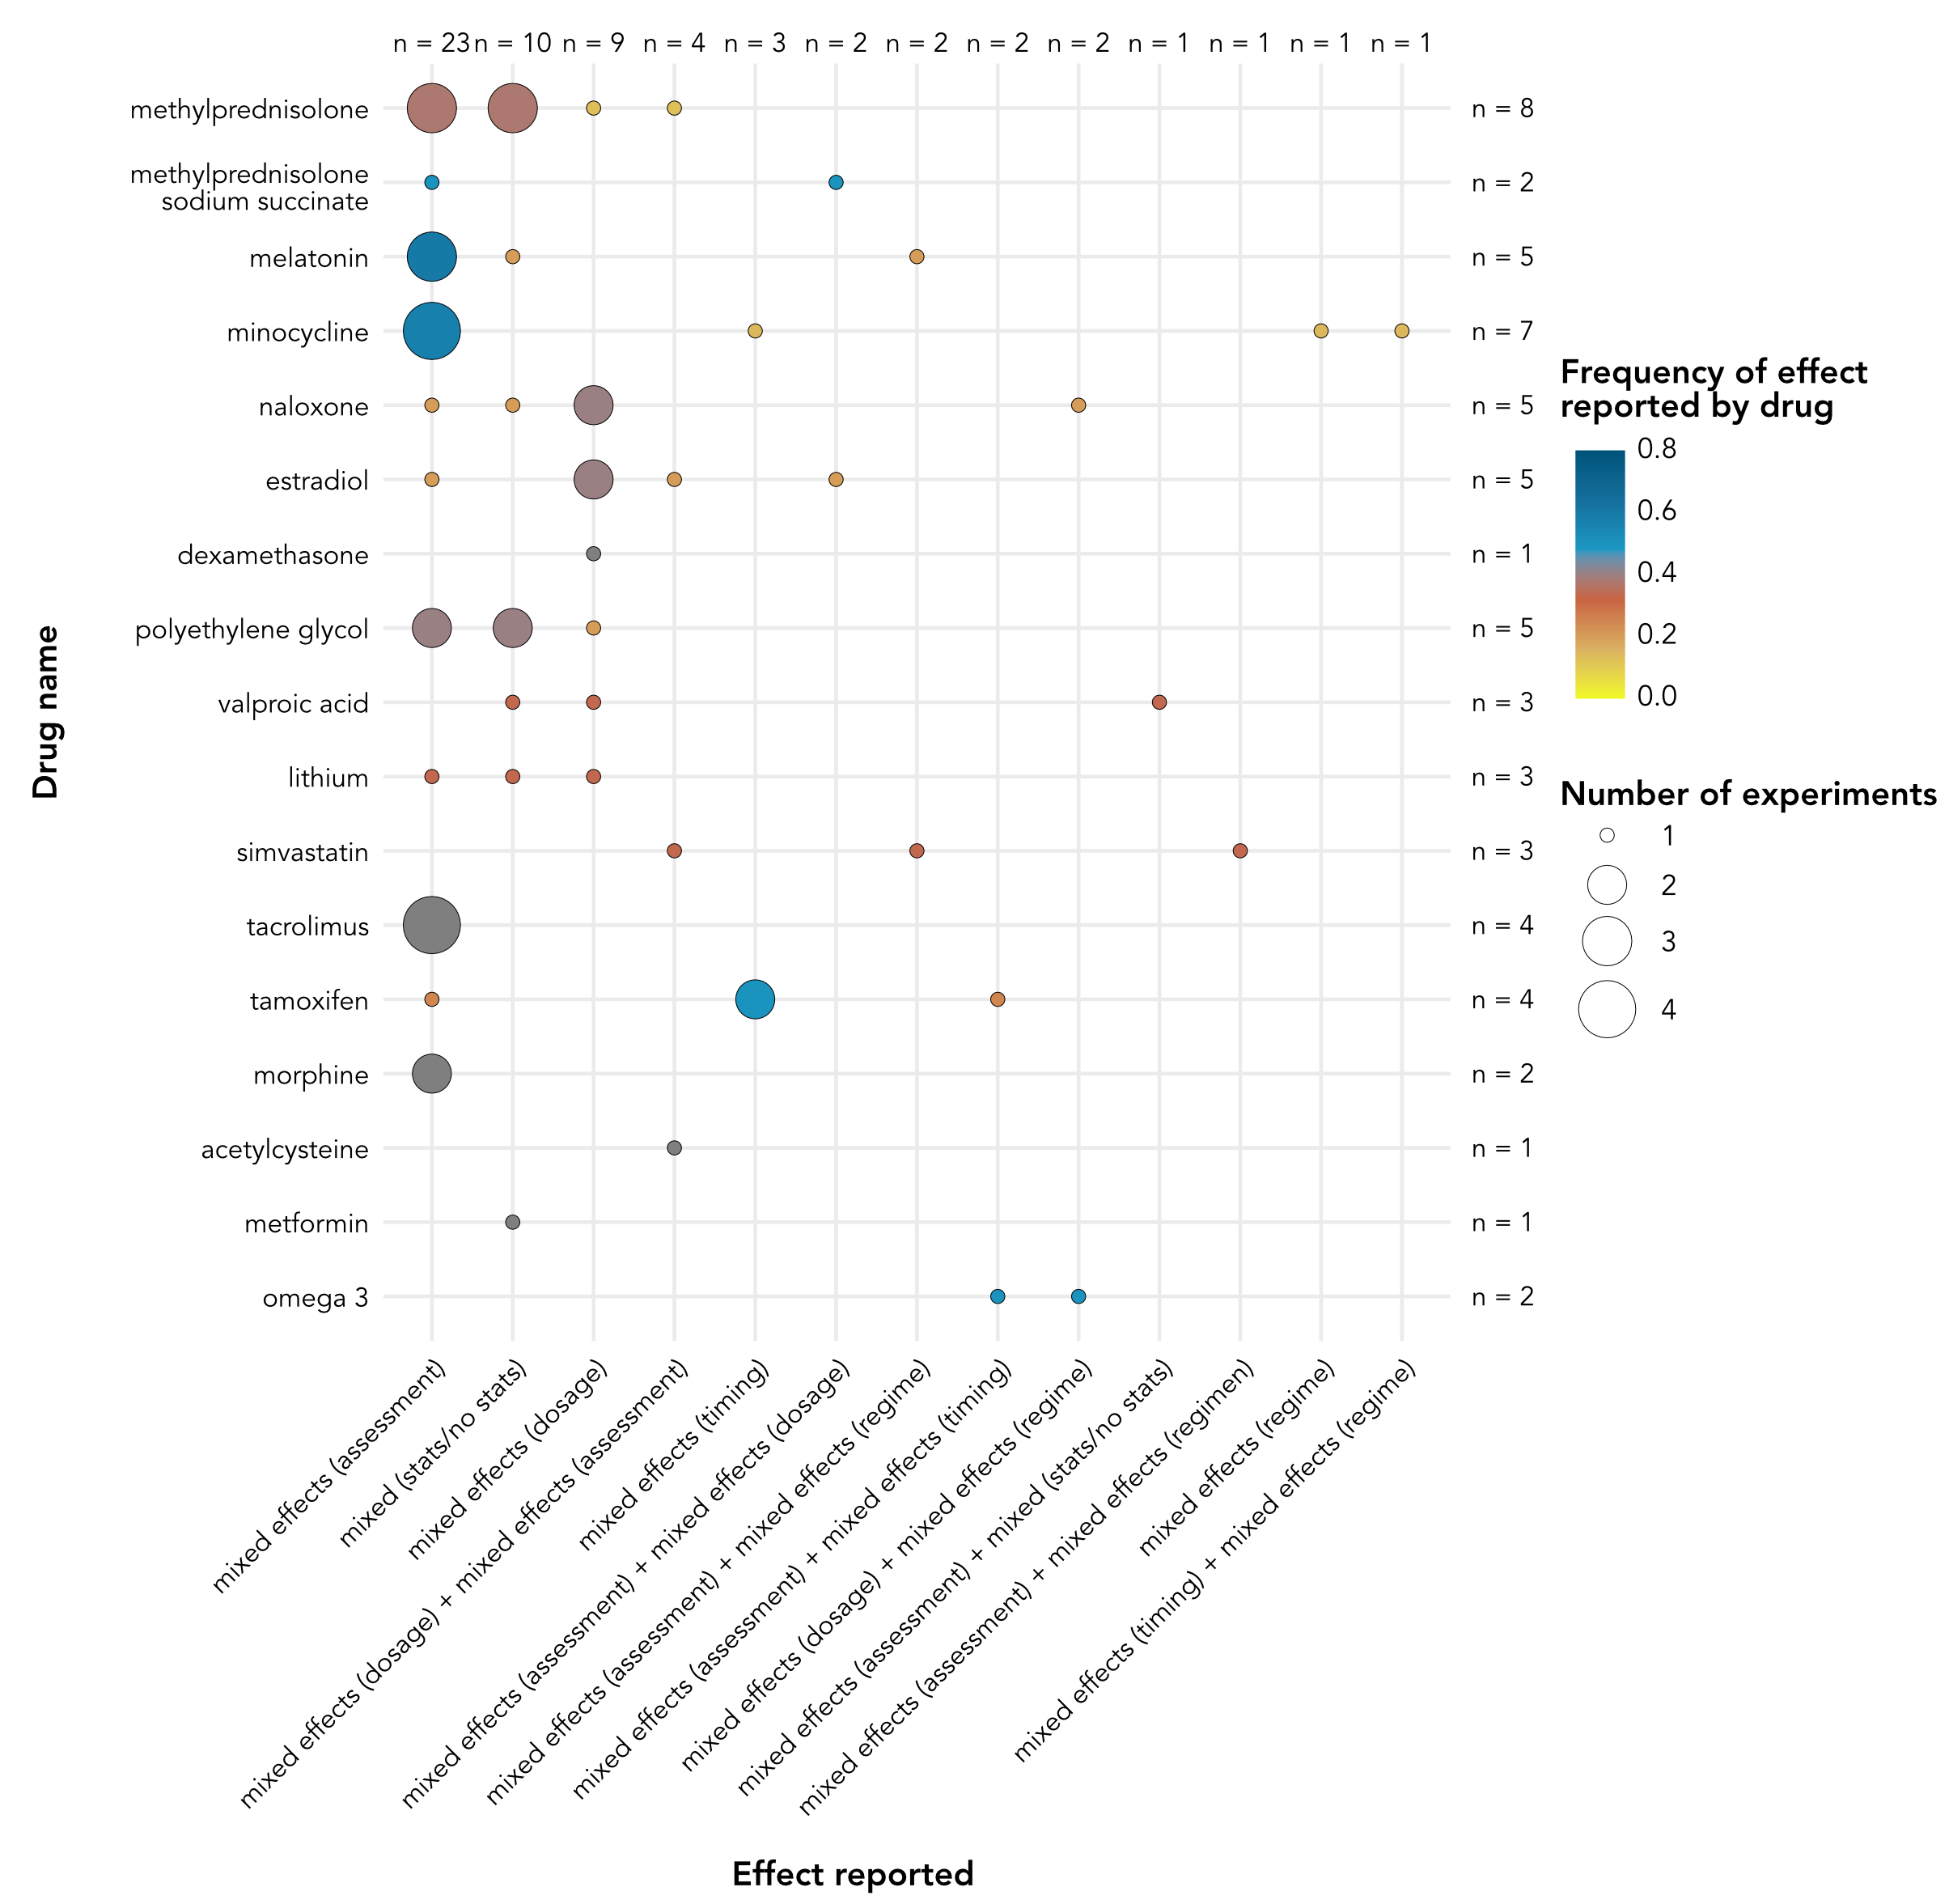 n = 23 n = 10 n = 9 n = 4 n = 3 n = 2 n = 2 n = 2 n = 2 n = 1 n = 1 n = 1 n = 1
methylprednisolone n = 8
methylprednisolone
sodium succinate n = 2
melatonin n = 5
minocycline n = 7
naloxone n = 5
estradiol n = 5
dexamethasone n = 1
polyethylene glycol n = 5
valproic acid n = 3
lithium n = 3
simvastatin n = 3
tacrolimus n = 4
tamoxifen n = 4
morphine n = 2
acetylcysteine n = 1
metformin n = 1
omega 3 n = 2
Drug name
mixed effects (assessment)
mixed (stats/no stats)
mixed effects (dosage)
mixed effects (dosage) + mixed effects (assessment)
mixed effects (timing)
mixed effects (assessment) + mixed effects (dosage)
mixed effects (assessment) + mixed effects (regime)
mixed effects (assessment) + mixed effects (timing)
mixed effects (dosage) + mixed effects (regime)
mixed effects (assessment) + mixed (stats/no stats)
mixed effects (assessment) + mixed effects (regimen)
mixed effects (regime)
mixed effects (timing) + mixed effects (regime)
Effect reported
Frequency of effect
reported by drug
0.8
0.6
0.4
0.2
0.0
Number of experiments
1
2
3
4